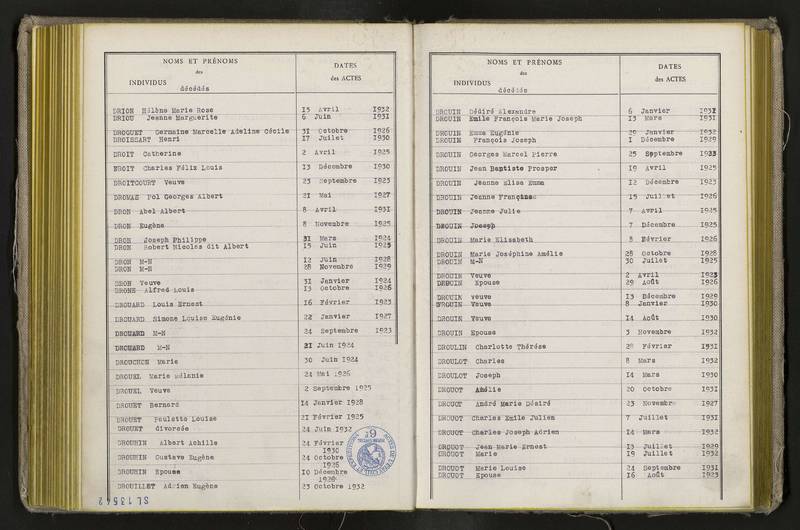 NOMS ET PRÉNOMS
des
INDIVIDUS
décédés
DATES
des ACTES
DRION Hélène Marie Rose 15 Avril 1932
DRIOU Jeanne Marguerite 6 Juin 1931
DROGUET Germaine Marcelle Adeline Cécile 31 Octobre 1926
DROISSART Henri 17 Juillet 1930
DROIT Catherine 2 Avril 1925
DROIT Charles Félix Louis 13 Décembre 1930
DROITCOURT Veuve 23 Septembre 1923
DROMAS Pol Georges Albert 21 Mai 1927
DRON Abel Albert 8 Avril 1931
DRON Eugène 8 Novembre 1925
DRON Joseph Philippe 31 Mars 1924
DRON Robert Nicolas dit Albert 15 Juin 1925
DRON M-N 12 Juin 1928
DRON M-N 28 Novembre 1929
DRON Veuve 31 Janvier 1924
DRONE Alfred Louis 13 Octobre 1926
DROUARD Louis Ernest 16 Février 1923
DROUARD Simone Louise Eugénie 22 Janvier 1927
DROUARD M-N 24 Septembre 1923
DROUARD M-N 21 Juin 1924
DROUCHON Marie 30 Juin 1924
DROUEL Marie Mélanie 24 Mai 1926
DROUEL Veuve 2 Septembre 1925
DROUET Bernard 14 Janvier 1928
DROUET Paulette Louise 21 Février 1925
DROUET divorcée 24 Juin 1932
DROUHIN Albert Achille 24 Février 1930
DROUHIN Gustave Eugène 24 Octobre 1926
DROUHIN Epouse 10 Décembre 1929
DROUILLET Adrien Eugène 23 Octobre 1932
SL 13542
NOMS ET PRÉNOMS
des
INDIVIDUS
décédés
DATES
des ACTES
DROUIN Dédiré Alexandre 6 Janvier 1931
DROUIN Emile François Marie Joseph 13 Mars 1931
DROUIN Emma Eugénie 29 Janvier 1932
DROUIN François Joseph 1 Décembre 1929
DROUIN Georges Marcel Pierre 25 Septembre 1923
DROUIN Jean Baptiste Prosper 19 Avril 1925
DROUIN Jeanne Elisa Emma 12 Décembre 1923
DROUIN Jeanne Françoise 15 Juillet 1926
DROUIN Jeanne Julie 7 Avril 1925
DROUIN Joseph 7 Décembre 1925
DROUIN Marie Elisabeth 3 Février 1926
DROUIN Marie Joséphine Amélie 28 Octobre 1928
DROUIN M-N 30 Juillet 1925
DROUIN Veuve 2 Avril 1923
DROUIN Epouse 29 Août 1926
DROUIN veuve 13 Décembre 1929
DROUIN Veuve 8 Janvier 1930
DROUIN Veuve 14 Août 1930
DROUIN Epouse 3 Novembre 1932
DROULIN Charlotte Thérèse 28 Février 1931
DROULOT Charles 8 Mars 1932
DROULOT Joseph 14 Mars 1930
DROUOT Amélie 20 Octobre 1931
DROUOT André Marie Désiré 23 Novembre 1927
DROUOT Charles Emile Julien 7 Juillet 1931
DROUOT Charles Joseph Adrien 14 Mars 1932
DROUOT Jean Marie Ernest 13 Juillet 1929
DROUOT Marie 19 Juillet 1932
DROUOT Marie Louise 24 Septembre 1931
DROUOT Epouse 16 Août 1923